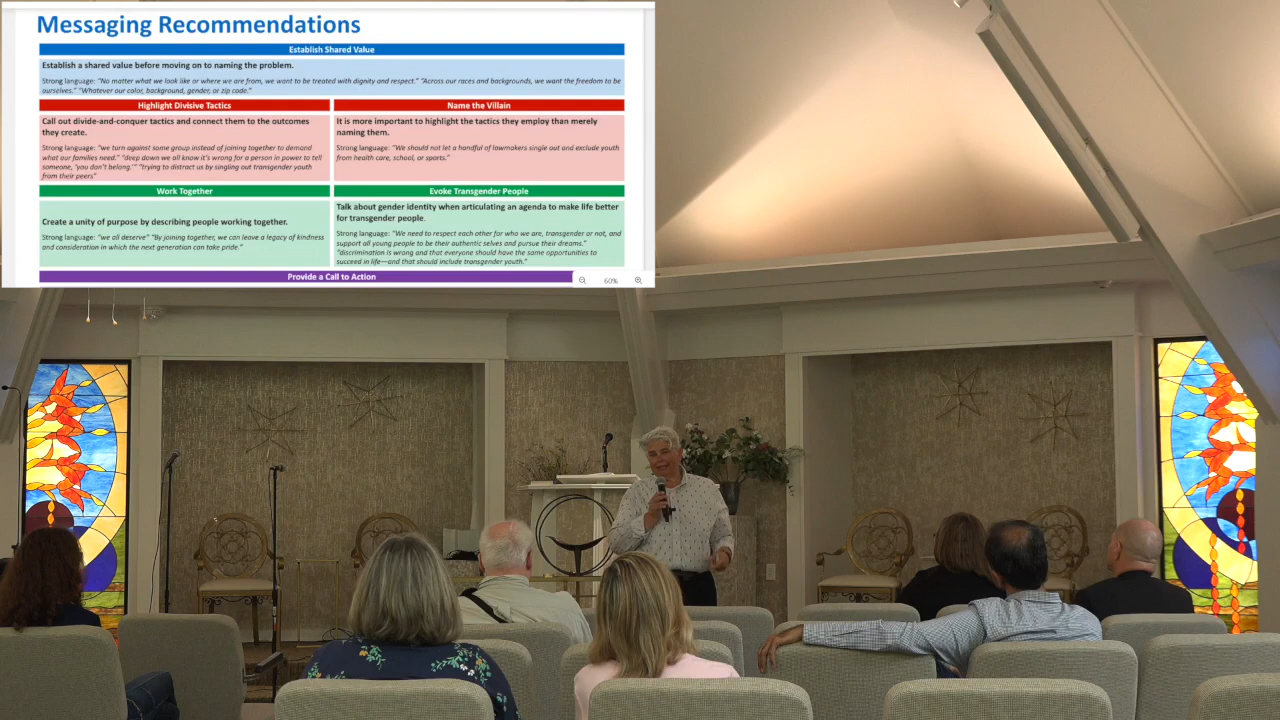 Messaging Recommendations
Establish Shared Value
Establish a shared value before moving on to naming the problem.
Strong language: "No matter what we look like or where we are from, we want to be treated with dignity and respect." "Across our races and backgrounds, we want the freedom to be
ourselves." "Whatever our color, background, gender, or zip code."
Highlight Divisive Tactics
Call out divide-and-conquer tactics and connect them to the outcomes
they create.
Strong language: "we turn against some group instead of joining together to demand
what our families need." "deep down we all know it's wrong for a person in power to tell
someone, 'you don't belong.'" "trying to distract us by singling out transgender youth
from their peers"
Name the Villain
It is more important to highlight the tactics they employ than merely
naming them.
Strong language: "We should not let a handful of lawmakers single out and exclude youth
from health care, school, or sports."
Work Together
Create a unity of purpose by describing people working together.
Strong language: "we all deserve" "By joining together, we can leave a legacy of kindness
and consideration in which the next generation can take pride."
Evoke Transgender People
Talk about gender identity when articulating an agenda to make life better
for transgender people.
Strong language: "We need to respect each other for who we are, transgender or not, and
support all young people to be their authentic selves and pursue their dreams."
"discrimination is wrong and that everyone should have the same opportunities to
succeed in life—and that should include transgender youth."
Provide a Call to Action
60%